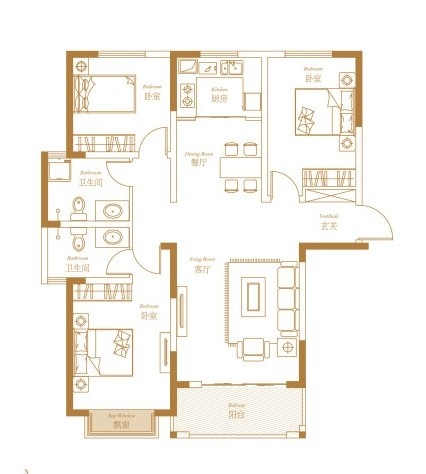 Bedroom
卧室
Kitchen
厨房
Bedroom
卧室
Dining Room
餐厅
Bathroom
卫生间
Vestibule
玄关
Bathroom
卫生间
Living Room
客厅
Bedroom
卧室
Bay Window
飘窗
Balcony
阳台